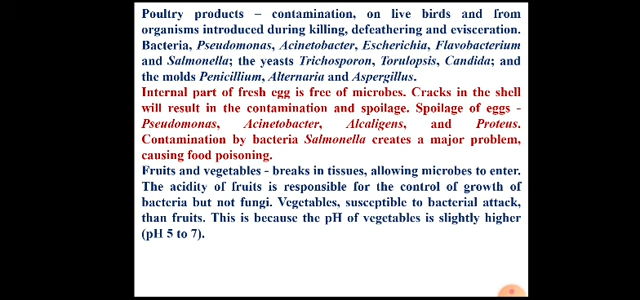 Poultry products – contamination, on live birds and from
organisms introduced during killing, defeathering and evisceration.
Bacteria, Pseudomonas, Acinetobacter, Escherichia, Flavobacterium
and Salmonella; the yeasts Trichosporon, Torulopsis, Candida; and
the molds Penicillium, Alternaria and Aspergillus.
Internal part of fresh egg is free of microbes. Cracks in the shell
will result in the contamination and spoilage. Spoilage of eggs -
Pseudomonas, Acinetobacter, Alcaligens, and Proteus.
Contamination by bacteria Salmonella creates a major problem,
causing food poisoning.
Fruits and vegetables - breaks in tissues, allowing microbes to enter.
The acidity of fruits is responsible for the control of growth of
bacteria but not fungi. Vegetables, susceptible to bacterial attack,
than fruits. This is because the pH of vegetables is slightly higher
(pH 5 to 7).